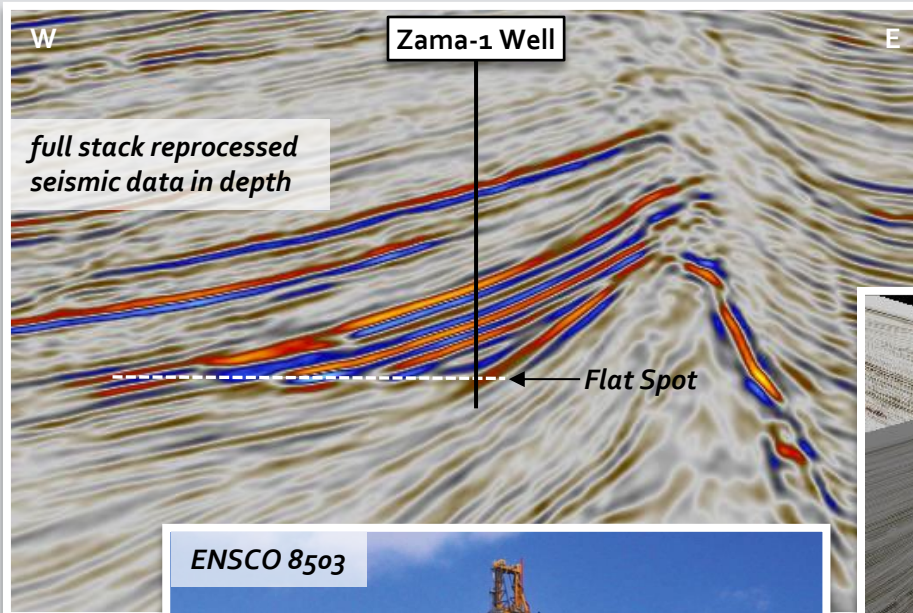 W
Zama-1 Well
E
full stack reprocessed
seismic data in depth
Flat Spot
ENSCO 8503